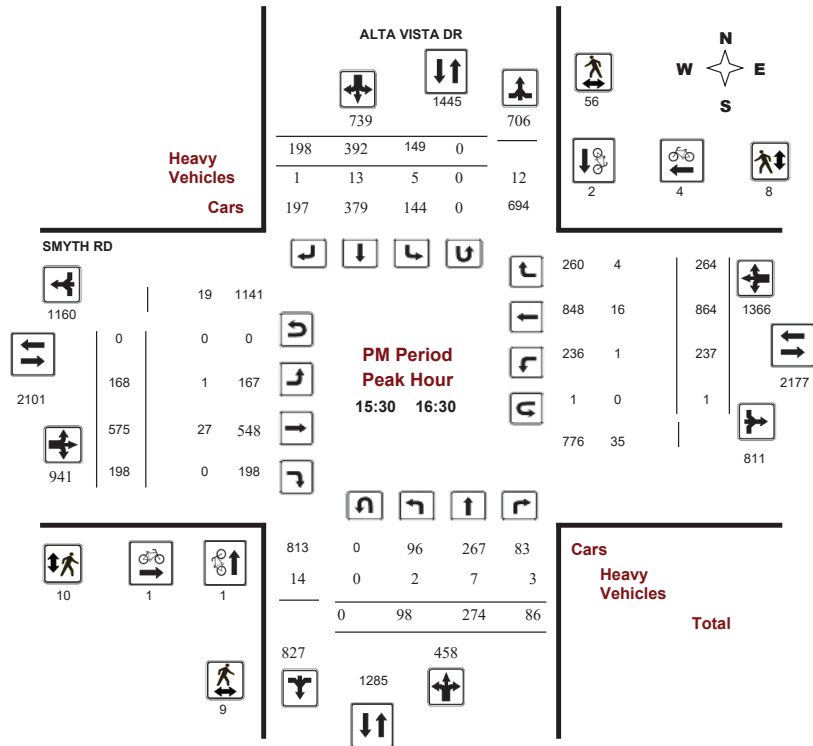 ALTA VISTA DR
N
W E
S
1445
56
739 706
198 392 149 0
Heavy
Vehicles
1 13 5 0 12
2 4 8
Cars 197 379 144 0 694
SMYTH RD
260 4 264
1160 19 1141
848 16 864 1366
0 0 0
PM Period
236 1 237
Peak Hour
2101 168 1 167
2177
15:30 16:30
1 0 1
575 27 548
776 35
811
941 198 0 198
813 0 96 267 83 Cars
14 0 2 7 3 Heavy
Vehicles
10 1 1
0 98 274 86 Total
827 458
1285
9